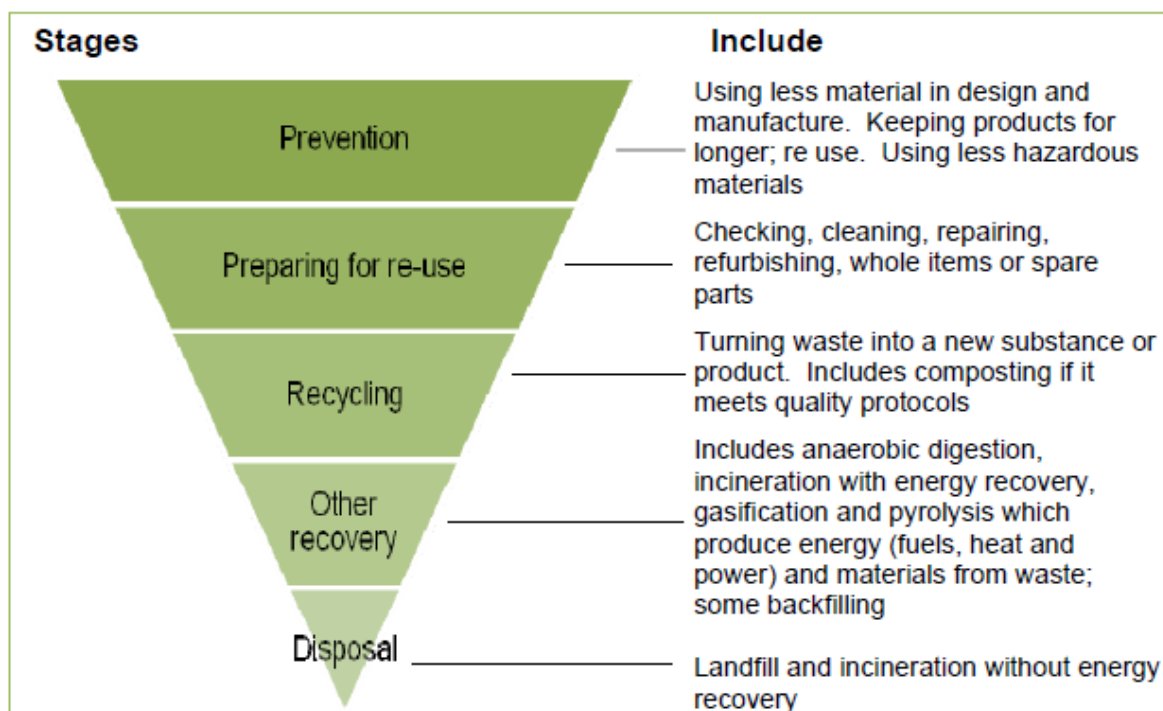 Stages
Include
Prevention
Using less material in design and
manufacture.  Keeping products for
longer; re use.  Using less hazardous
materials
Preparing for re-use
Checking, cleaning, repairing,
refurbishing, whole items or spare
parts
Recycling
Turning waste into a new substance or
product.  Includes composting if it
meets quality protocols
Other
recovery
Includes anaerobic digestion,
incineration with energy recovery,
gasification and pyrolysis which
produce energy (fuels, heat and
power) and materials from waste;
some backfilling
Disposal
Landfill and incineration without energy
recovery